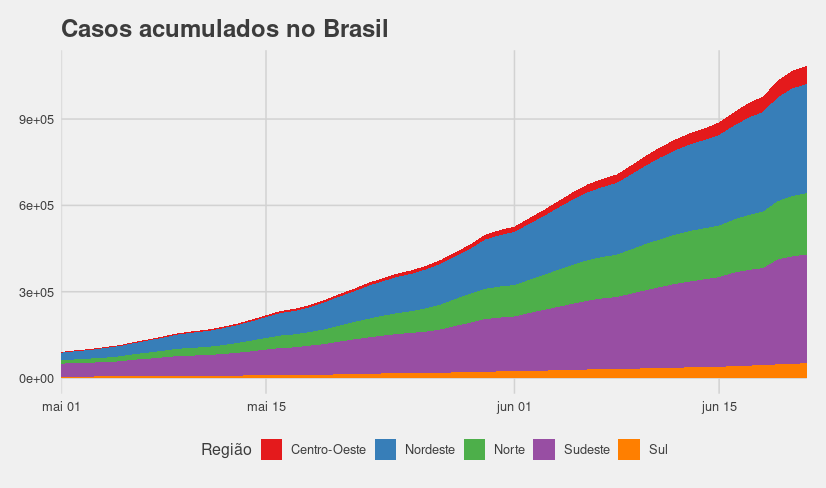 Casos acumulados no Brasil
9e+05
6e+05
3e+05
0e+00
mai 01 mai 15 jun 01 jun 15
Região Centro-Oeste Nordeste Norte Sudeste Sul